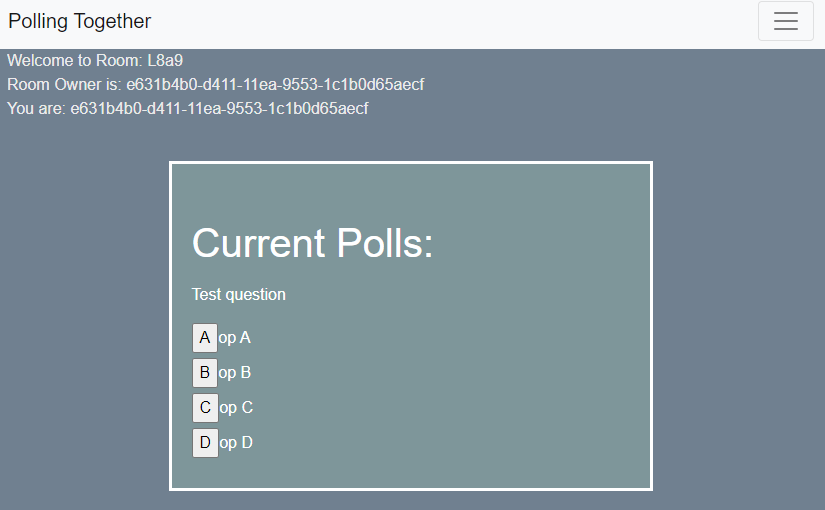 Polling Together
Welcome to Room: L8a9
Room Owner is: e631b4b0-d411-11ea-9553-1c1b0d65aecf
You are: e631b4b0-d411-11ea-9553-1c1b0d65aecf
Current Polls:
Test question
A op A
B op B
C op C
D op D